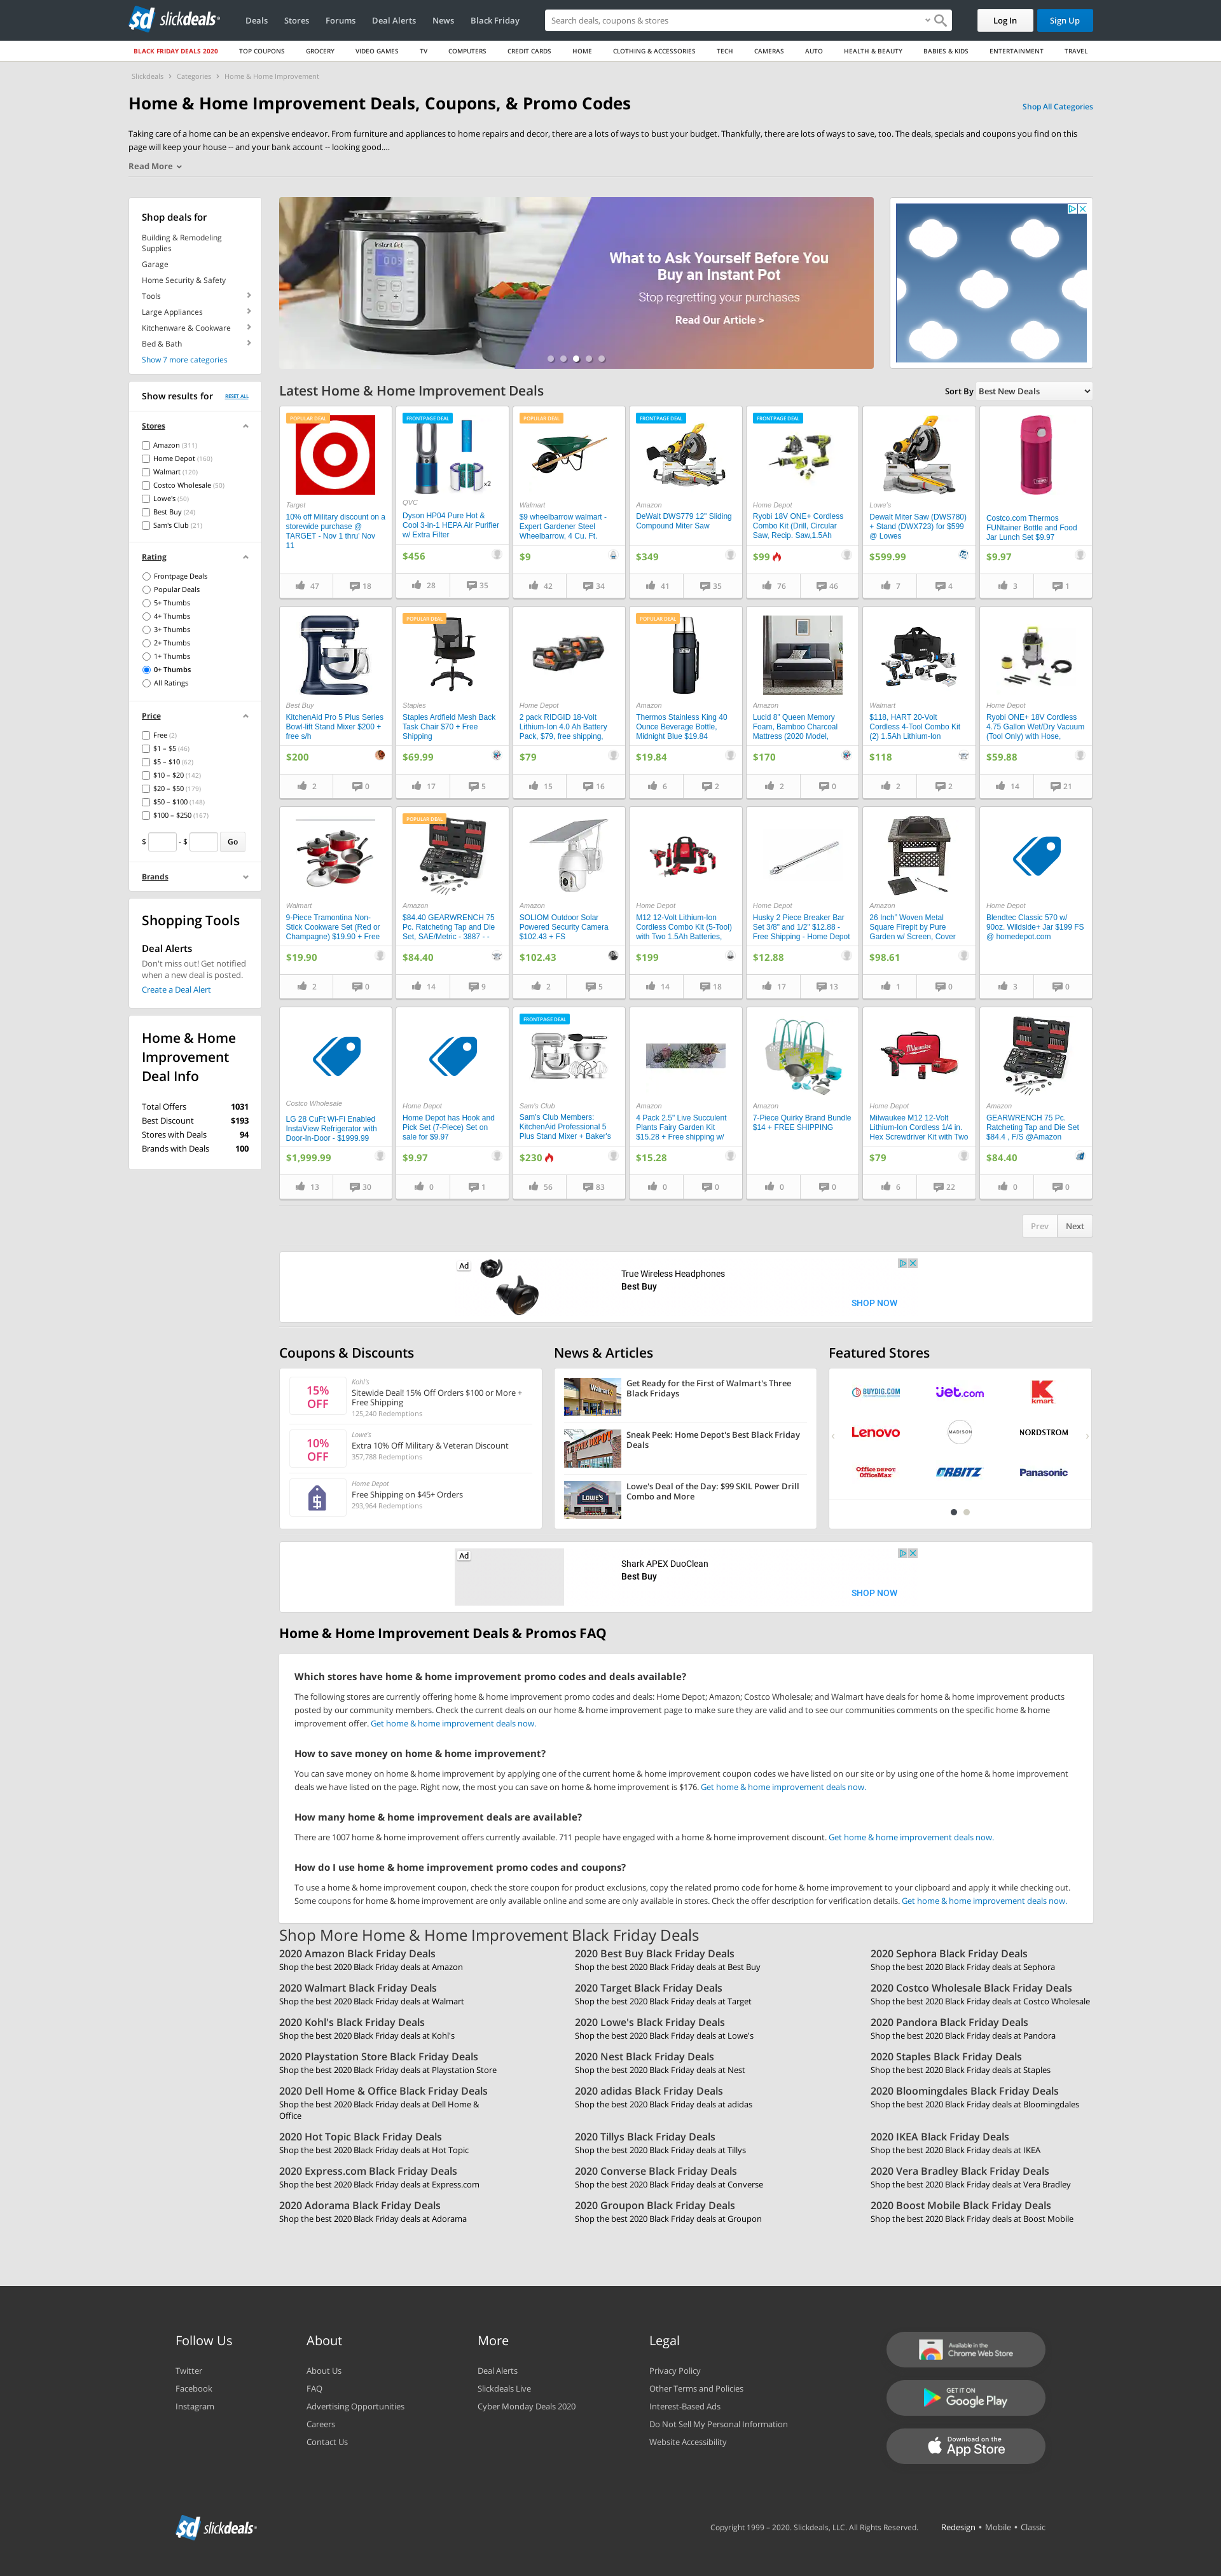 slickdeals
Deals
Stores
Forums
Deal Alerts
News
Black Friday
Search deals, coupons & stores
Log In
Sign Up
BLACK FRIDAY DEALS 2020
TOP COUPONS
GROCERY
VIDEO GAMES
TV
COMPUTERS
CREDIT CARDS
HOME
CLOTHING & ACCESSORIES
TECH
CAMERAS
AUTO
HEALTH & BEAUTY
BABIES & KIDS
ENTERTAINMENT
TRAVEL
Slickdeals > Categories > Home & Home Improvement
Home & Home Improvement Deals, Coupons, & Promo Codes
Shop All Categories
Taking care of a home can be an expensive endeavor. From furniture and appliances to home repairs and decor, there are a lot of ways to bust your budget. Thankfully, there are lots of ways to save, too. The deals, specials and coupons you find on this
page will keep your house -- and your bank account -- looking good....
Read More
Shop deals for
Building & Remodeling
Supplies
Garage
Home Security & Safety
Tools
Large Appliances
Kitchenware & Cookware
Bed & Bath
Show 7 more categories
What to Ask Yourself Before You
Buy an Instant Pot
Stop regretting your purchases
Read Our Article >
Show results for
RESET ALL
Stores
Amazon (311)
Home Depot (160)
Walmart (120)
Costco Wholesale (50)
Lowe's (50)
Best Buy (24)
Sam's Club (21)
Rating
Frontpage Deals
Popular Deals
5+ Thumbs
4+ Thumbs
3+ Thumbs
2+ Thumbs
1+ Thumbs
0+ Thumbs
All Ratings
Price
Free (2)
$1 – $5 (46)
$5 – $10 (62)
$10 – $20 (142)
$20 – $50 (179)
$50 – $100 (148)
$100 – $250 (167)
$ - $ Go
Brands
Shopping Tools
Deal Alerts
Don't miss out! Get notified
when a new deal is posted.
Create a Deal Alert
Home & Home
Improvement
Deal Info
Total Offers 1031
Best Discount $193
Stores with Deals 94
Brands with Deals 100
Latest Home & Home Improvement Deals
Sort By Best New Deals
POPULAR DEAL
Target
10% off Military discount on a
storewide purchase @
TARGET - Nov 1 thru' Nov
11
47 18
FRONTPAGE DEAL
x2
QVC
Dyson HP04 Pure Hot &
Cool 3-in-1 HEPA Air Purifier
w/ Extra Filter
$456
28 35
POPULAR DEAL
Walmart
$9 wheelbarrow walmart -
Expert Gardener Steel
Wheelbarrow, 4 Cu. Ft.
$9
42 34
FRONTPAGE DEAL
Amazon
DeWalt DWS779 12" Sliding
Compound Miter Saw
$349
41 35
FRONTPAGE DEAL
Home Depot
Ryobi 18V ONE+ Cordless
Combo Kit (Drill, Circular
Saw, Recip. Saw,1.5Ah
$99
76 46
Lowe's
Dewalt Miter Saw (DWS780)
+ Stand (DWX723) for $599
@ Lowes
$599.99
7 4
Costco.com Thermos
FUNtainer Bottle and Food
Jar Lunch Set $9.97
$9.97
3 1
Best Buy
KitchenAid Pro 5 Plus Series
Bowl-lift Stand Mixer $200 +
free s/h
$200
2 0
POPULAR DEAL
Staples
Staples Ardfield Mesh Back
Task Chair $70 + Free
Shipping
$69.99
17 5
Home Depot
2 pack RIDGID 18-Volt
Lithium-Ion 4.0 Ah Battery
Pack, $79, free shipping,
$79
15 16
POPULAR DEAL
Amazon
Thermos Stainless King 40
Ounce Beverage Bottle,
Midnight Blue $19.84
$19.84
6 2
Amazon
Lucid 8" Queen Memory
Foam, Bamboo Charcoal
Mattress (2020 Model,
$170
2 0
Walmart
$118, HART 20-Volt
Cordless 4-Tool Combo Kit
(2) 1.5Ah Lithium-Ion
$118
2 2
Home Depot
Ryobi ONE+ 18V Cordless
4.75 Gallon Wet/Dry Vacuum
(Tool Only) with Hose,
$59.88
14 21
Walmart
9-Piece Tramontina Non-
Stick Cookware Set (Red or
Champagne) $19.90 + Free
$19.90
2 0
POPULAR DEAL
Amazon
$84.40 GEARWRENCH 75
Pc. Ratcheting Tap and Die
Set, SAE/Metric - 3887 - -
$84.40
14 9
Amazon
SOLIOM Outdoor Solar
Powered Security Camera
$102.43 + FS
$102.43
2 5
Home Depot
M12 12-Volt Lithium-Ion
Cordless Combo Kit (5-Tool)
with Two 1.5Ah Batteries,
$199
14 18
Home Depot
Husky 2 Piece Breaker Bar
Set 3/8" and 1/2" $12.88 -
Free Shipping - Home Depot
$12.88
17 13
Amazon
26 Inch" Woven Metal
Square Firepit by Pure
Garden w/ Screen, Cover
$98.61
1 0
Home Depot
Blendtec Classic 570 w/
90oz. Wildside+ Jar $199 FS
@ homedepot.com
3 0
Costco Wholesale
LG 28 CuFt Wi-Fi Enabled
InstaView Refrigerator with
Door-In-Door - $1999.99
$1,999.99
13 30
Home Depot
Home Depot has Hook and
Pick Set (7-Piece) Set on
sale for $9.97
$9.97
0 1
FRONTPAGE DEAL
Sam's Club
Sam's Club Members:
KitchenAid Professional 5
Plus Stand Mixer + Baker's
$230
56 83
Amazon
4 Pack 2.5" Live Succulent
Plants Fairy Garden Kit
$15.28 + Free shipping w/
$15.28
0 0
Amazon
7-Piece Quirky Brand Bundle
$14 + FREE SHIPPING
0 0
Milwaukee
Home Depot
Milwaukee M12 12-Volt
Lithium-Ion Cordless 1/4 in.
Hex Screwdriver Kit with Two
$79
6 22
Amazon
GEARWRENCH 75 Pc.
Ratcheting Tap and Die Set
$84.4 , F/S @Amazon
$84.40
0 0
Prev Next
Ad
True Wireless Headphones
Best Buy
SHOP NOW
Coupons & Discounts
15%
OFF
Kohl's
Sitewide Deal! 15% Off Orders $100 or More +
Free Shipping
125,240 Redemptions
10%
OFF
Lowe's
Extra 10% Off Military & Veteran Discount
357,788 Redemptions
Home Depot
Free Shipping on $45+ Orders
293,964 Redemptions
News & Articles
Get Ready for the First of Walmart's Three
Black Fridays
Sneak Peek: Home Depot's Best Black Friday
Deals
Lowe's Deal of the Day: $99 SKIL Power Drill
Combo and More
Featured Stores
BUYDIG.COM
jet.com
kmart
Lenovo
MADISON
NORDSTROM
Office DEPOT
OfficeMax
ORBITZ
Panasonic
Ad
Shark APEX DuoClean
Best Buy
SHOP NOW
Home & Home Improvement Deals & Promos FAQ
Which stores have home & home improvement promo codes and deals available?
The following stores are currently offering home & home improvement promo codes and deals: Home Depot; Amazon; Costco Wholesale; and Walmart have deals for home & home improvement products
posted by our community members. Check the current deals on our home & home improvement page to make sure they are valid and to see our communities comments on the specific home & home
improvement offer. Get home & home improvement deals now.
How to save money on home & home improvement?
You can save money on home & home improvement by applying one of the current home & home improvement coupon codes we have listed on our site or by using one of the home & home improvement
deals we have listed on the page. Right now, the most you can save on home & home improvement is $176. Get home & home improvement deals now.
How many home & home improvement deals are available?
There are 1007 home & home improvement offers currently available. 711 people have engaged with a home & home improvement discount. Get home & home improvement deals now.
How do I use home & home improvement promo codes and coupons?
To use a home & home improvement coupon, check the store coupon for product exclusions, copy the related promo code for home & home improvement to your clipboard and apply it while checking out.
Some coupons for home & home improvement are only available online and some are only available in stores. Check the offer description for verification details. Get home & home improvement deals now.
Shop More Home & Home Improvement Black Friday Deals
2020 Amazon Black Friday Deals
Shop the best 2020 Black Friday deals at Amazon
2020 Best Buy Black Friday Deals
Shop the best 2020 Black Friday deals at Best Buy
2020 Sephora Black Friday Deals
Shop the best 2020 Black Friday deals at Sephora
2020 Walmart Black Friday Deals
Shop the best 2020 Black Friday deals at Walmart
2020 Target Black Friday Deals
Shop the best 2020 Black Friday deals at Target
2020 Costco Wholesale Black Friday Deals
Shop the best 2020 Black Friday deals at Costco Wholesale
2020 Kohl's Black Friday Deals
Shop the best 2020 Black Friday deals at Kohl's
2020 Lowe's Black Friday Deals
Shop the best 2020 Black Friday deals at Lowe's
2020 Pandora Black Friday Deals
Shop the best 2020 Black Friday deals at Pandora
2020 Playstation Store Black Friday Deals
Shop the best 2020 Black Friday deals at Playstation Store
2020 Nest Black Friday Deals
Shop the best 2020 Black Friday deals at Nest
2020 Staples Black Friday Deals
Shop the best 2020 Black Friday deals at Staples
2020 Dell Home & Office Black Friday Deals
Shop the best 2020 Black Friday deals at Dell Home &
Office
2020 adidas Black Friday Deals
Shop the best 2020 Black Friday deals at adidas
2020 Bloomingdales Black Friday Deals
Shop the best 2020 Black Friday deals at Bloomingdales
2020 Hot Topic Black Friday Deals
Shop the best 2020 Black Friday deals at Hot Topic
2020 Tillys Black Friday Deals
Shop the best 2020 Black Friday deals at Tillys
2020 IKEA Black Friday Deals
Shop the best 2020 Black Friday deals at IKEA
2020 Express.com Black Friday Deals
Shop the best 2020 Black Friday deals at Express.com
2020 Converse Black Friday Deals
Shop the best 2020 Black Friday deals at Converse
2020 Vera Bradley Black Friday Deals
Shop the best 2020 Black Friday deals at Vera Bradley
2020 Adorama Black Friday Deals
Shop the best 2020 Black Friday deals at Adorama
2020 Groupon Black Friday Deals
Shop the best 2020 Black Friday deals at Groupon
2020 Boost Mobile Black Friday Deals
Shop the best 2020 Black Friday deals at Boost Mobile
Follow Us
Twitter
Facebook
Instagram
About
About Us
FAQ
Advertising Opportunities
Careers
Contact Us
More
Deal Alerts
Slickdeals Live
Cyber Monday Deals 2020
Legal
Privacy Policy
Other Terms and Policies
Interest-Based Ads
Do Not Sell My Personal Information
Website Accessibility
Available in the
Chrome Web Store
GET IT ON
Google Play
Download on the
App Store
slickdeals
Copyright 1999 – 2020. Slickdeals, LLC. All Rights Reserved.
Redesign • Mobile • Classic